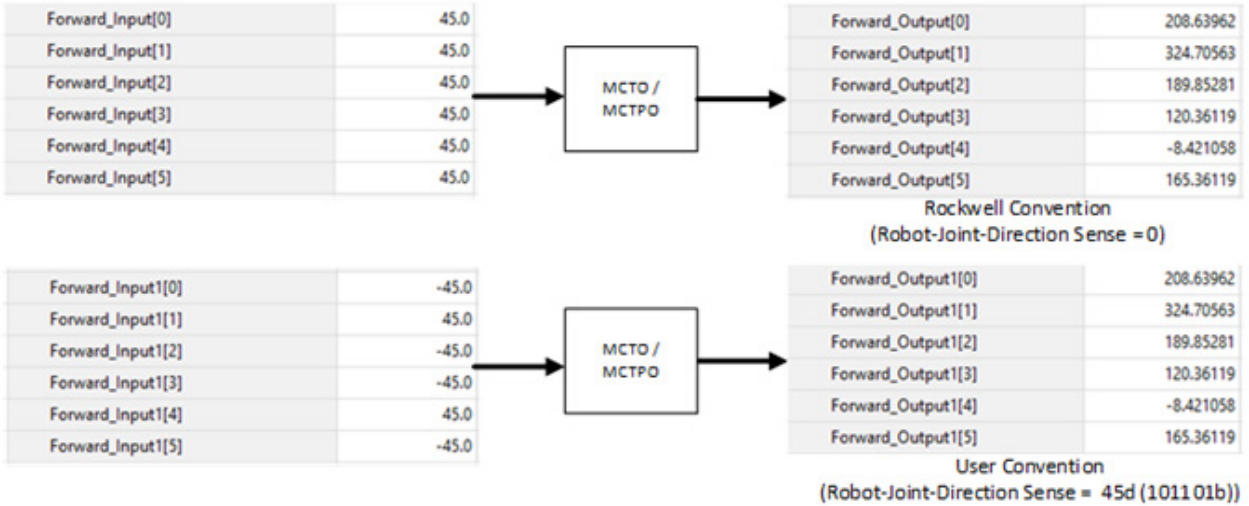 Forward_Input[0] 45.0
Forward_Input[1] 45.0
Forward_Input[2] 45.0
Forward_Input[3] 45.0
Forward_Input[4] 45.0
Forward_Input[5] 45.0
MCTO /
MCTPO
Forward_Output[0] 208.63962
Forward_Output[1] 324.70563
Forward_Output[2] 189.85281
Forward_Output[3] 120.36119
Forward_Output[4] -8.421058
Forward_Output[5] 165.36119
Rockwell Convention
(Robot-Joint-Direction Sense = 0)
Forward_Input1[0] -45.0
Forward_Input1[1] 45.0
Forward_Input1[2] -45.0
Forward_Input1[3] -45.0
Forward_Input1[4] 45.0
Forward_Input1[5] -45.0
MCTO /
MCTPO
Forward_Output1[0] 208.63962
Forward_Output1[1] 324.70563
Forward_Output1[2] 189.85281
Forward_Output1[3] 120.36119
Forward_Output1[4] -8.421058
Forward_Output1[5] 165.36119
User Convention
(Robot-Joint-Direction Sense = 45d (101101b))